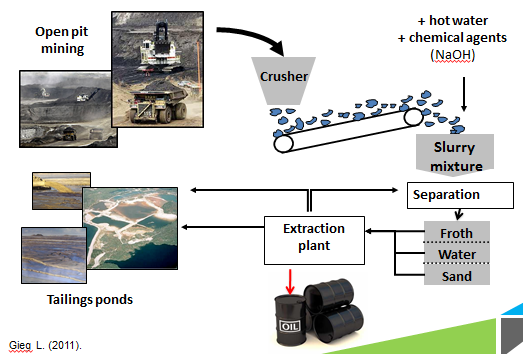 Open pit
mining
+ hot water
+ chemical agents
(NaOH)
Crusher
Slurry
mixture
Separation
Froth
Water
Sand
Extraction
plant
OIL
Tailings ponds
Gieg L. (2011).